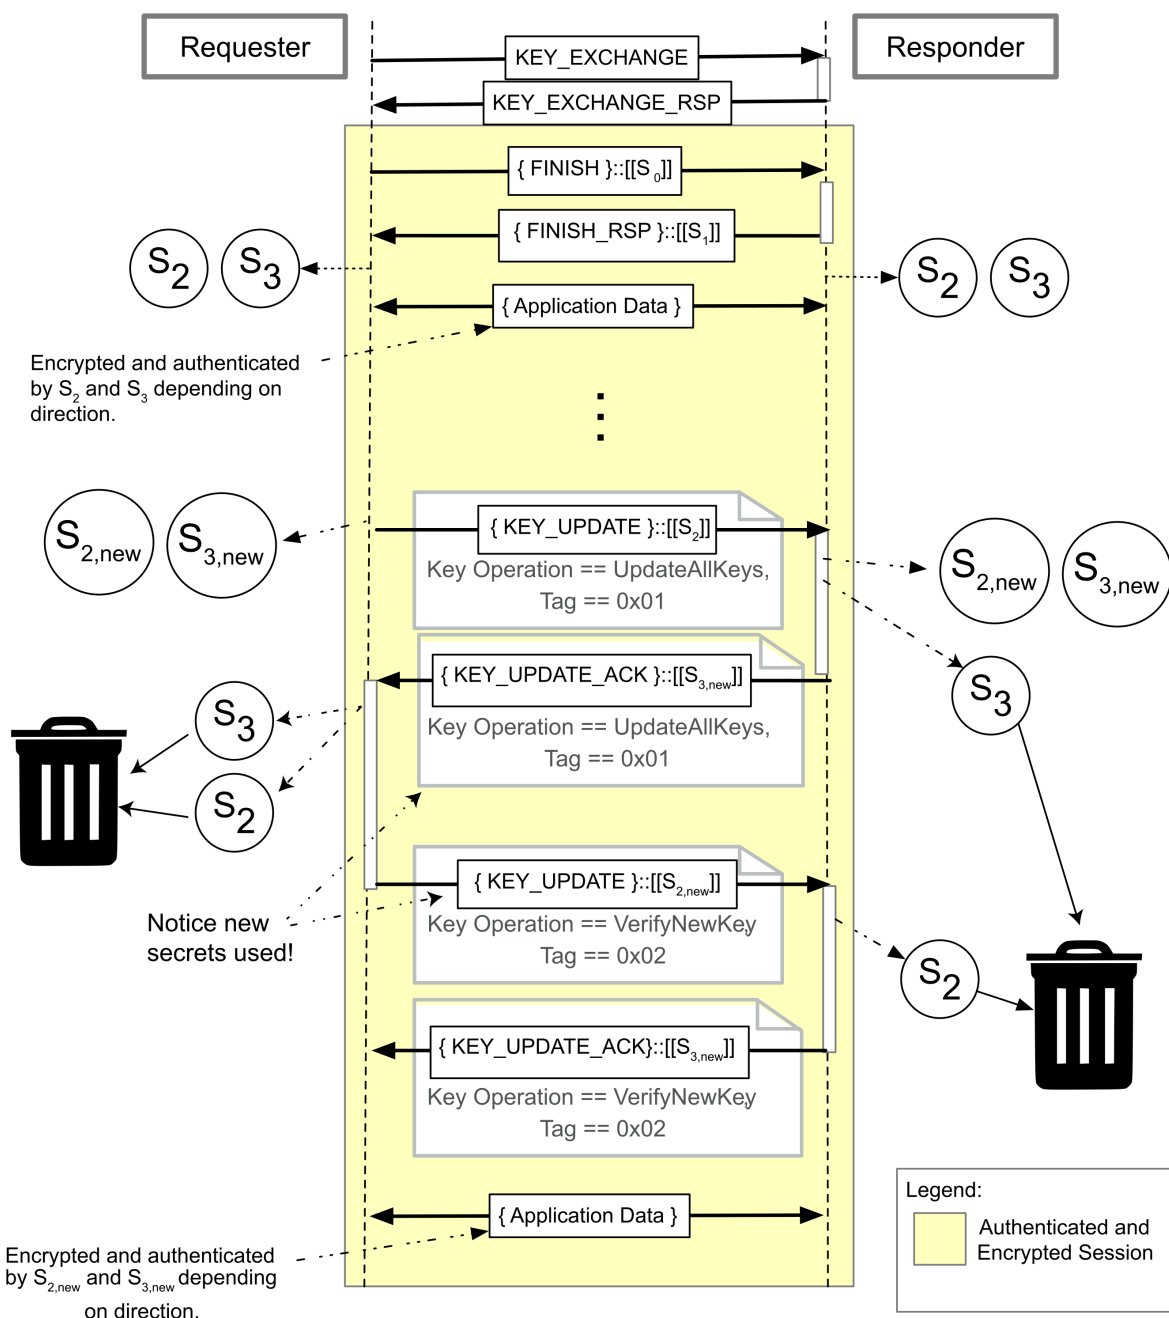 Requester
Responder
KEY_EXCHANGE
KEY_EXCHANGE_RSP
{ FINISH }::[[S0]]
{ FINISH_RSP }::[[S1]]
S2
S3
S2
S3
{ Application Data }
Encrypted and authenticated
by S2 and S3 depending on
direction.
S2,new
S3,new
{ KEY_UPDATE }::[[S2]]
Key Operation == UpdateAllKeys,
Tag == 0x01
S2,new
S3,new
{ KEY_UPDATE_ACK }::[[S3,new]]
Key Operation == UpdateAllKeys,
Tag == 0x01
S3
S3
S2
{ KEY_UPDATE }::[[S2,new]]
Key Operation == VerifyNewKey,
Tag == 0x02
Notice new
secrets used!
S2
{ KEY_UPDATE_ACK}::[[S3,new]]
Key Operation == VerifyNewKey,
Tag == 0x02
Legend:
Authenticated and
Encrypted Session
{ Application Data }
Encrypted and authenticated
by S2,new and S3,new depending
on direction.